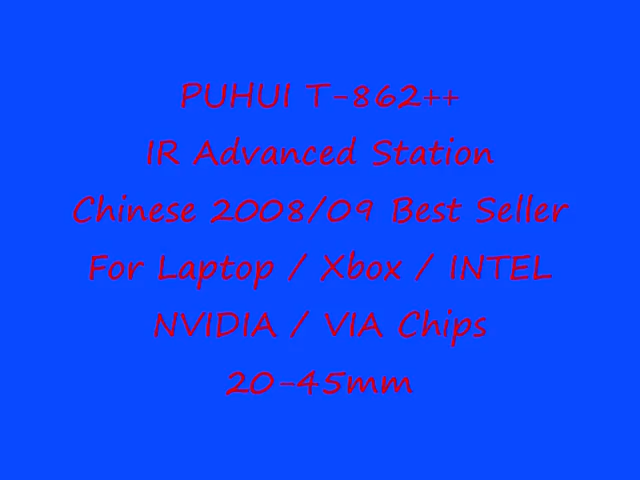 PUHUI T-862++
IR Advanced Station
Chinese 2008/09 Best Seller
For Laptop / Xbox / INTEL
NVIDIA / VIA Chips
20-45mm